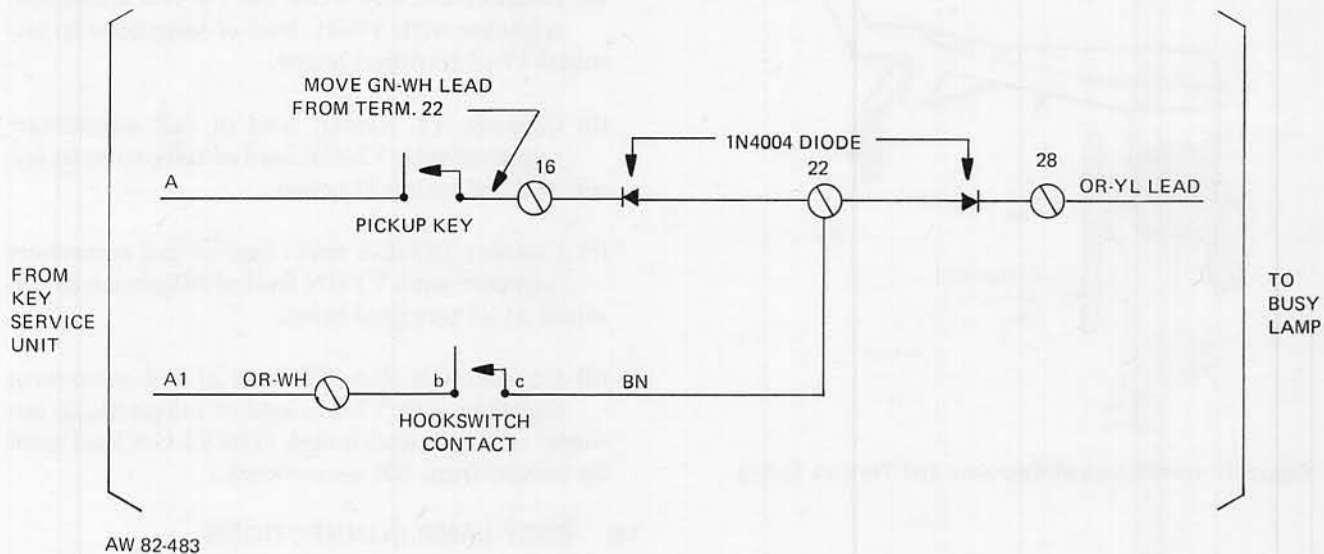 MOVE GN-WH LEAD
FROM TERM. 22
1N4004 DIODE
A
16
22
28
OR-YL LEAD
PICKUP KEY
FROM
KEY
SERVICE
UNIT
TO
BUSY
LAMP
A1
OR-WH
b
c
BN
HOOKSWITCH
CONTACT
AW 82-483